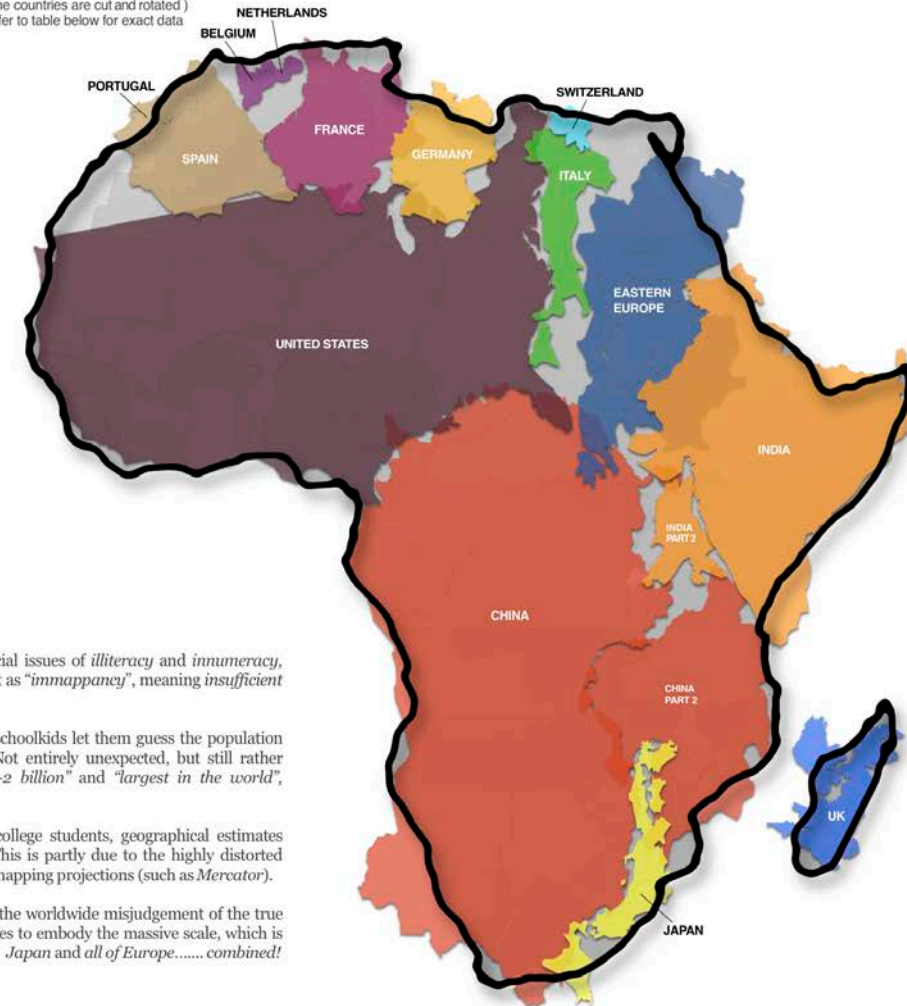 he countries are cut and rotated )
fer to table below for exact data
NETHERLANDS
BELGIUM
PORTUGAL
SWITZERLAND
FRANCE
GERMANY
SPAIN
ITALY
EASTERN
EUROPE
UNITED STATES
INDIA
INDIA
PART 2
CHINA
CHINA
PART 2
UK
JAPAN
cial issues of illiteracy and innumeracy,
as “immappancy”, meaning insufficient
choolkids let them guess the population
Not entirely unexpected, but still rather
-2 billion” and “largest in the world”,
college students, geographical estimates
This is partly due to the highly distorted
mapping projections (such as Mercator).
the worldwide misjudgement of the true
es to embody the massive scale, which is
Japan and all of Europe....... combined!